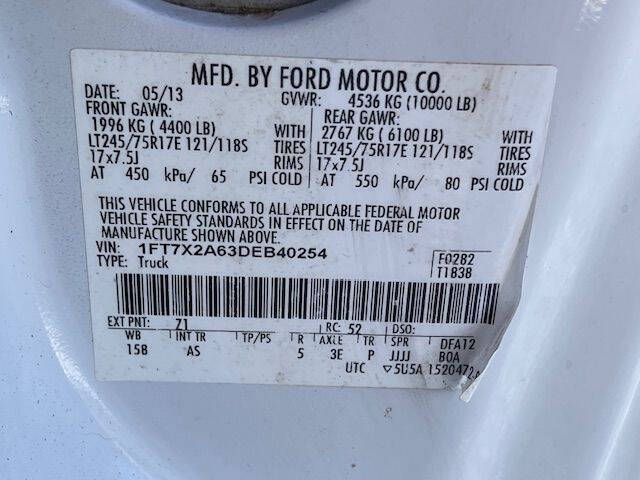 MFD. BY FORD MOTOR CO.
DATE: 05/13 GVWR: 4536 KG (10000 LB)
FRONT GAWR: REAR GAWR:
1996 KG ( 4400 LB) WITH 2767 KG ( 6100 LB) WITH
LT245/75R17E 121/118S TIRES LT245/75R17E 121/118S TIRES
17x7.5J RIMS 17x7.5J RIMS
AT 450 kPa/ 65 PSI COLD AT 550 kPa/ 80 PSI COLD
THIS VEHICLE CONFORMS TO ALL APPLICABLE FEDERAL MOTOR
VEHICLE SAFETY STANDARDS IN EFFECT ON THE DATE OF
MANUFACTURE SHOWN ABOVE.
VIN: 1FT7X2A63DEB40254 F0282
TYPE: Truck T1838
EXT PNT: Z1 RC: 52 DSO:
WB INT TR TP/PS R AXLE TR SPR DFA12
158 AS 5 3E P JJJJ BOA
UTC ▽5U5A 1520472